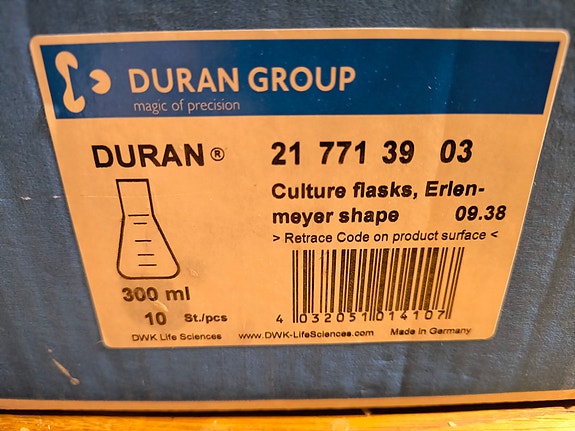 DURAN GROUP
magic of precision
DURAN®
21 771 39 03
Culture flasks, Erlen-
meyer shape 09.38
> Retrace Code on product surface <
300 ml
10 St./pcs
4 032051 014107
DWK Life Sciences www.DWK-LifeSciences.com Made in Germany